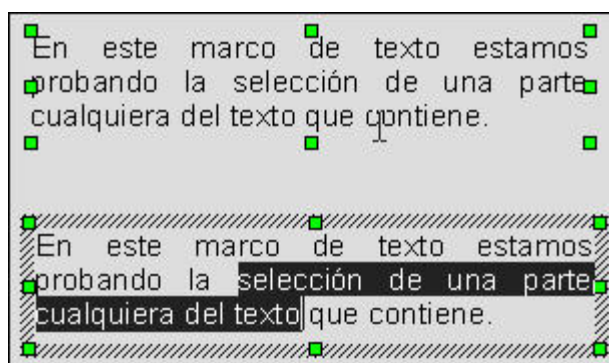 En este marco de texto estamos
probando la selección de una parte
cualquiera del texto que contiene.
En este marco de texto estamos
probando la selección de una parte
cualquiera del texto que contiene.